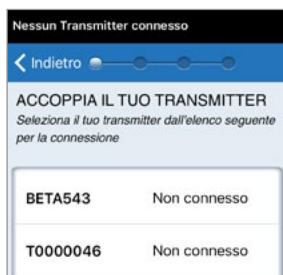 Nessun Transmitter connesso
Indietro
ACCOPPIA IL TUO TRANSMITTER
Seleziona il tuo transmitter dall'elenco seguente
per la connessione
BETA543 Non connesso
T0000046 Non connesso